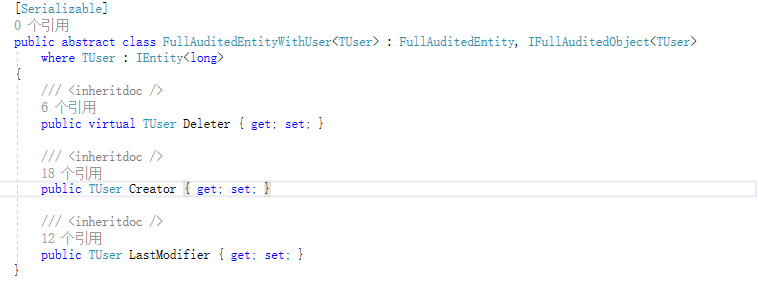 [Serializable]
0 个引用
public abstract class FullAuditedEntityWithUser<TUser> : FullAuditedEntity, IFullAuditedObject<TUser>
    where TUser : IEntity<long>
{
    /// <inheritdoc />
    6 个引用
    public virtual TUser Deleter { get; set; }

    /// <inheritdoc />
    18 个引用
    public TUser Creator { get; set; }

    /// <inheritdoc />
    12 个引用
    public TUser LastModifier { get; set; }
}